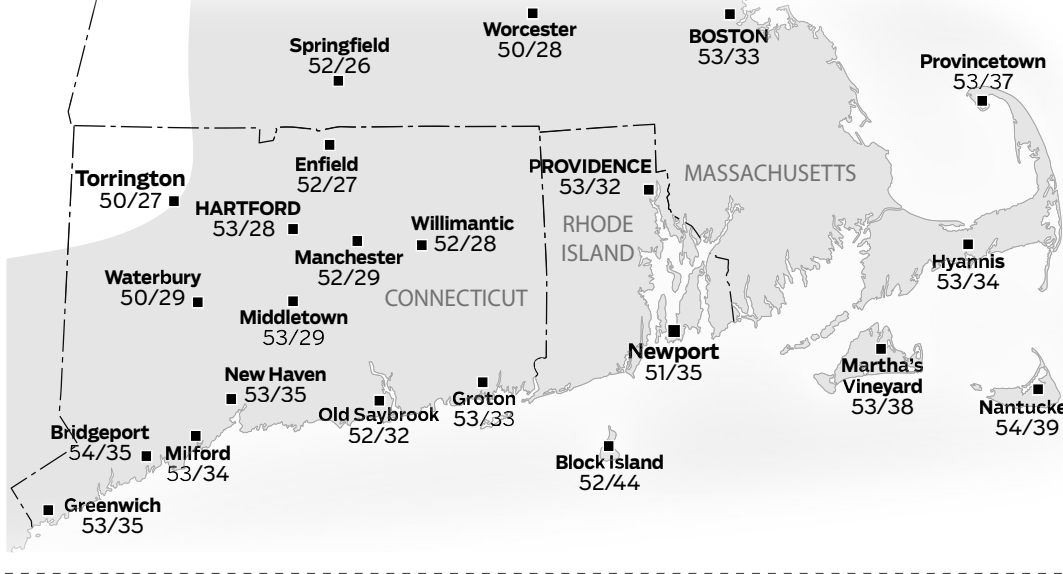 Worcester
50/28
BOSTON
53/33
Springfield
52/26
Provincetown
53/37
Enfield
52/27
PROVIDENCE
53/32
MASSACHUSETTS
Torrington
50/27
HARTFORD
53/28
Willimantic
52/28
RHODE
ISLAND
Manchester
52/29
Hyannis
53/34
Waterbury
50/29
CONNECTICUT
Middletown
53/29
Newport
51/35
Martha's
Vineyard
53/38
New Haven
53/35
Old Saybrook
52/32
Groton
53/33
Nantucke
54/39
Bridgeport
54/35
Milford
53/34
Block Island
52/44
Greenwich
53/35